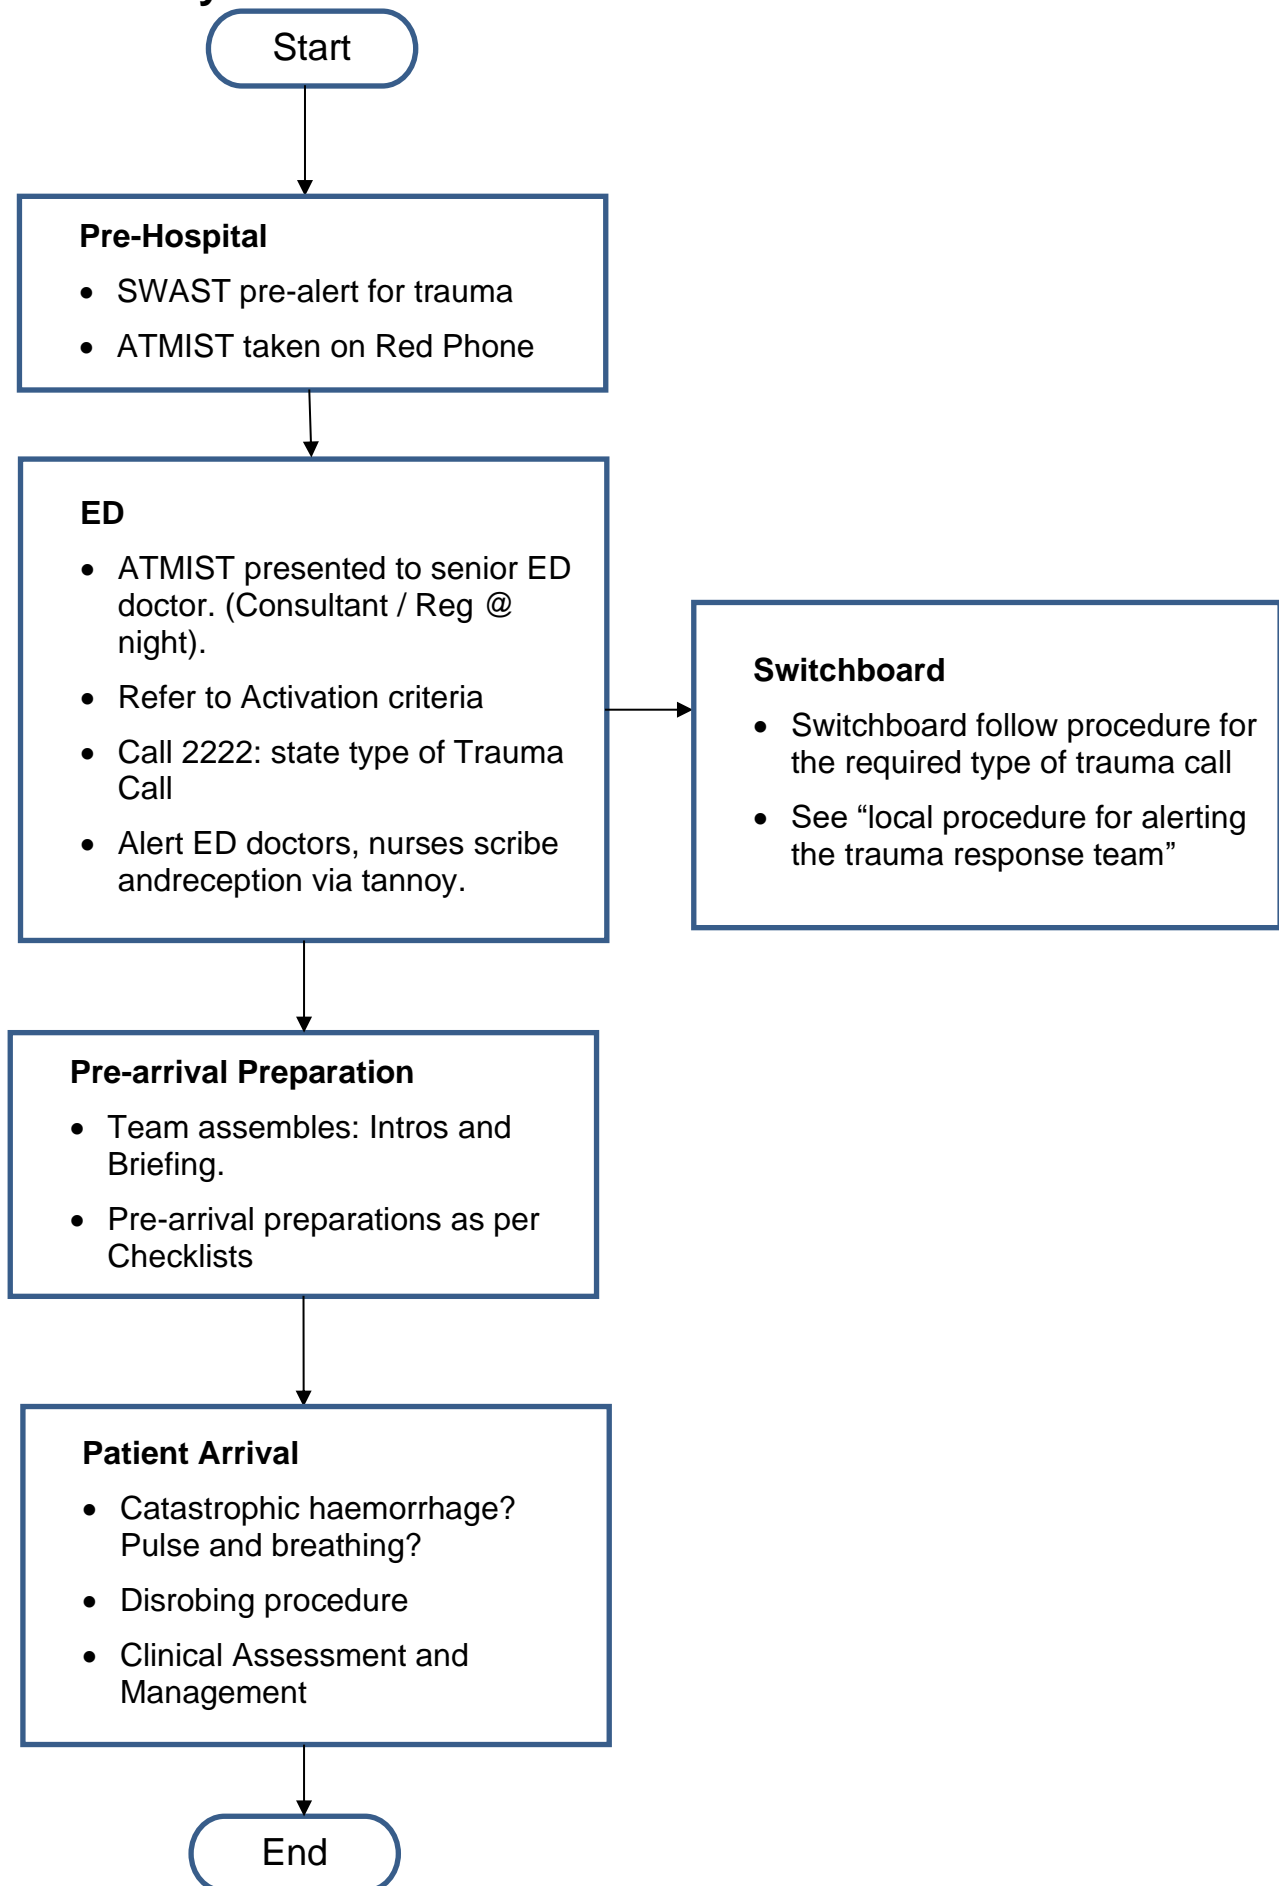 Start
Pre-Hospital
• SWAST pre-alert for trauma
• ATMIST taken on Red Phone
ED
• ATMIST presented to senior ED
doctor. (Consultant / Reg @
night).
• Refer to Activation criteria
• Call 2222: state type of Trauma
Call
• Alert ED doctors, nurses scribe
andreception via tannoy.
Switchboard
• Switchboard follow procedure for
the required type of trauma call
• See “local procedure for alerting
the trauma response team”
Pre-arrival Preparation
• Team assembles: Intros and
Briefing.
• Pre-arrival preparations as per
Checklists
Patient Arrival
• Catastrophic haemorrhage?
Pulse and breathing?
• Disrobing procedure
• Clinical Assessment and
Management
End